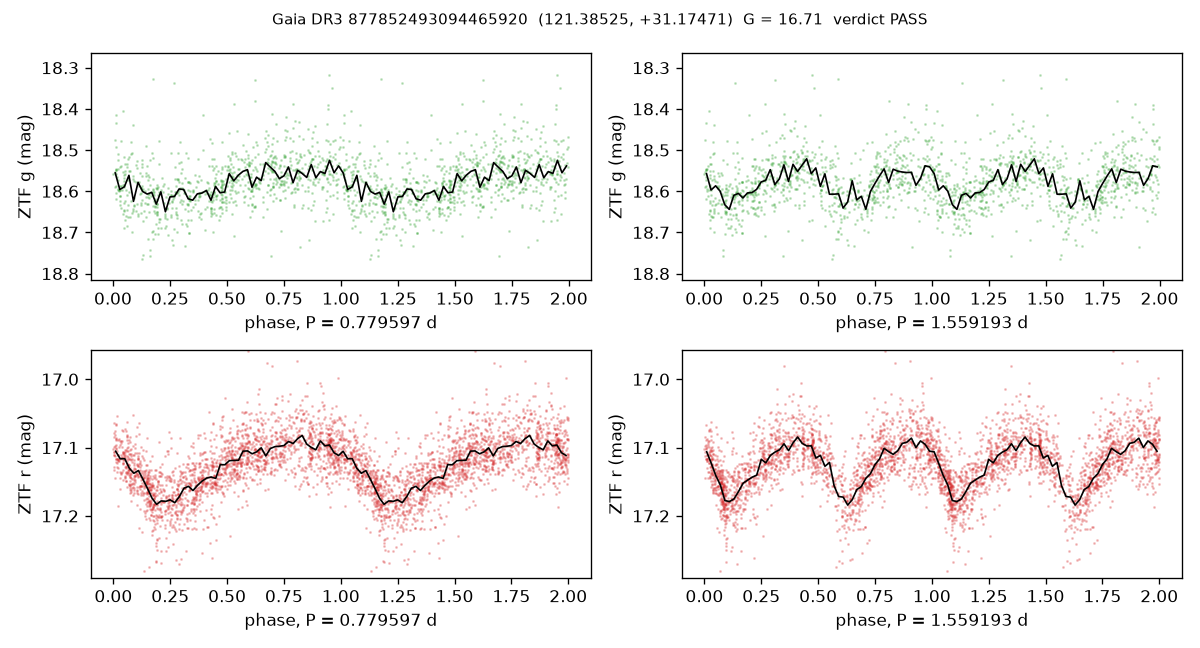 Gaia DR3 877852493094465920 (121.38525, +31.17471) G = 16.71 verdict PASS
ZTF g (mag)
18.3
18.4
18.5
18.6
18.7
18.8
0.00 0.25 0.50 0.75 1.00 1.25 1.50 1.75 2.00
phase, P = 0.779597 d
ZTF g (mag)
18.3
18.4
18.5
18.6
18.7
18.8
0.00 0.25 0.50 0.75 1.00 1.25 1.50 1.75 2.00
phase, P = 1.559193 d
ZTF r (mag)
17.0
17.1
17.2
0.00 0.25 0.50 0.75 1.00 1.25 1.50 1.75 2.00
phase, P = 0.779597 d
ZTF r (mag)
17.0
17.1
17.2
0.00 0.25 0.50 0.75 1.00 1.25 1.50 1.75 2.00
phase, P = 1.559193 d